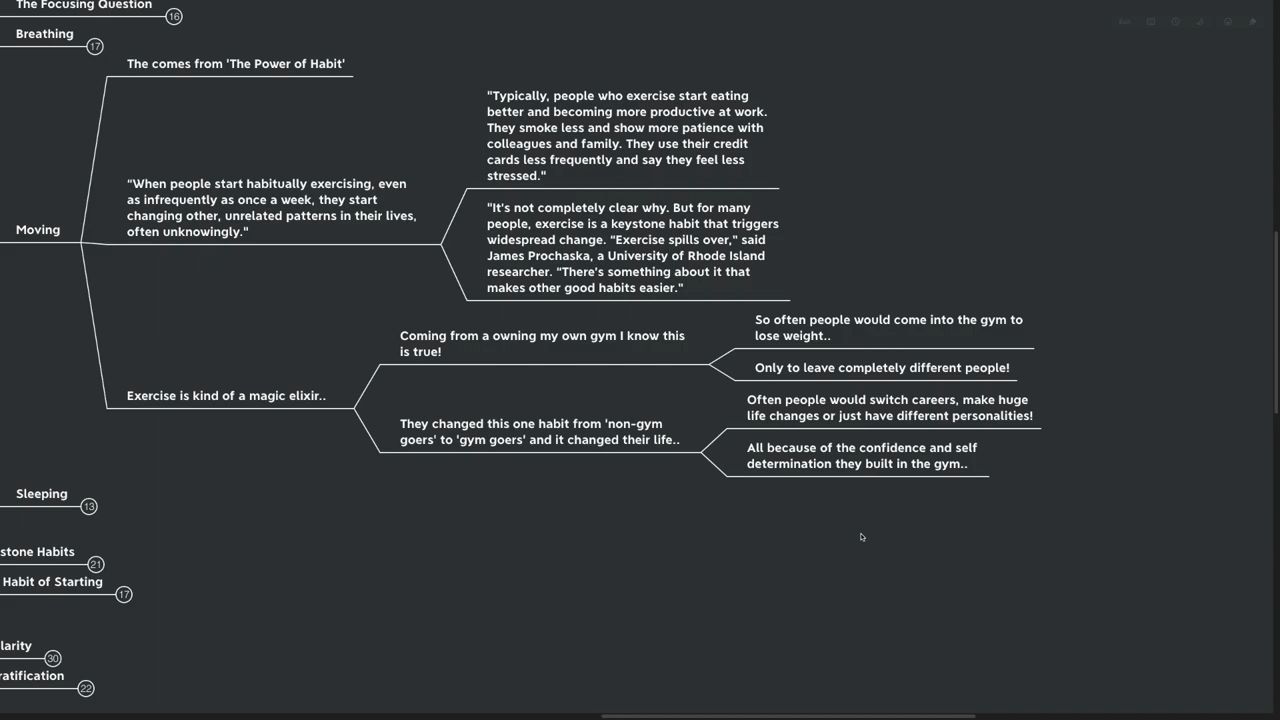 The Focusing Question
16
Breathing
17
The comes from 'The Power of Habit'
"Typically, people who exercise start eating
better and becoming more productive at work.
They smoke less and show more patience with
colleagues and family. They use their credit
cards less frequently and say they feel less
stressed."
"When people start habitually exercising, even
as infrequently as once a week, they start
changing other, unrelated patterns in their lives,
often unknowingly."
"It's not completely clear why. But for many
people, exercise is a keystone habit that triggers
widespread change. "Exercise spills over," said
James Prochaska, a University of Rhode Island
researcher. "There's something about it that
makes other good habits easier."
Moving
Exercise is kind of a magic elixir..
Coming from a owning my own gym I know this
is true!
So often people would come into the gym to
lose weight..
Only to leave completely different people!
They changed this one habit from 'non-gym
goers' to 'gym goers' and it changed their life..
Often people would switch careers, make huge
life changes or just have different personalities!
All because of the confidence and self
determination they built in the gym..
Sleeping
13
stone Habits
21
Habit of Starting
17
larity
30
ratification
22